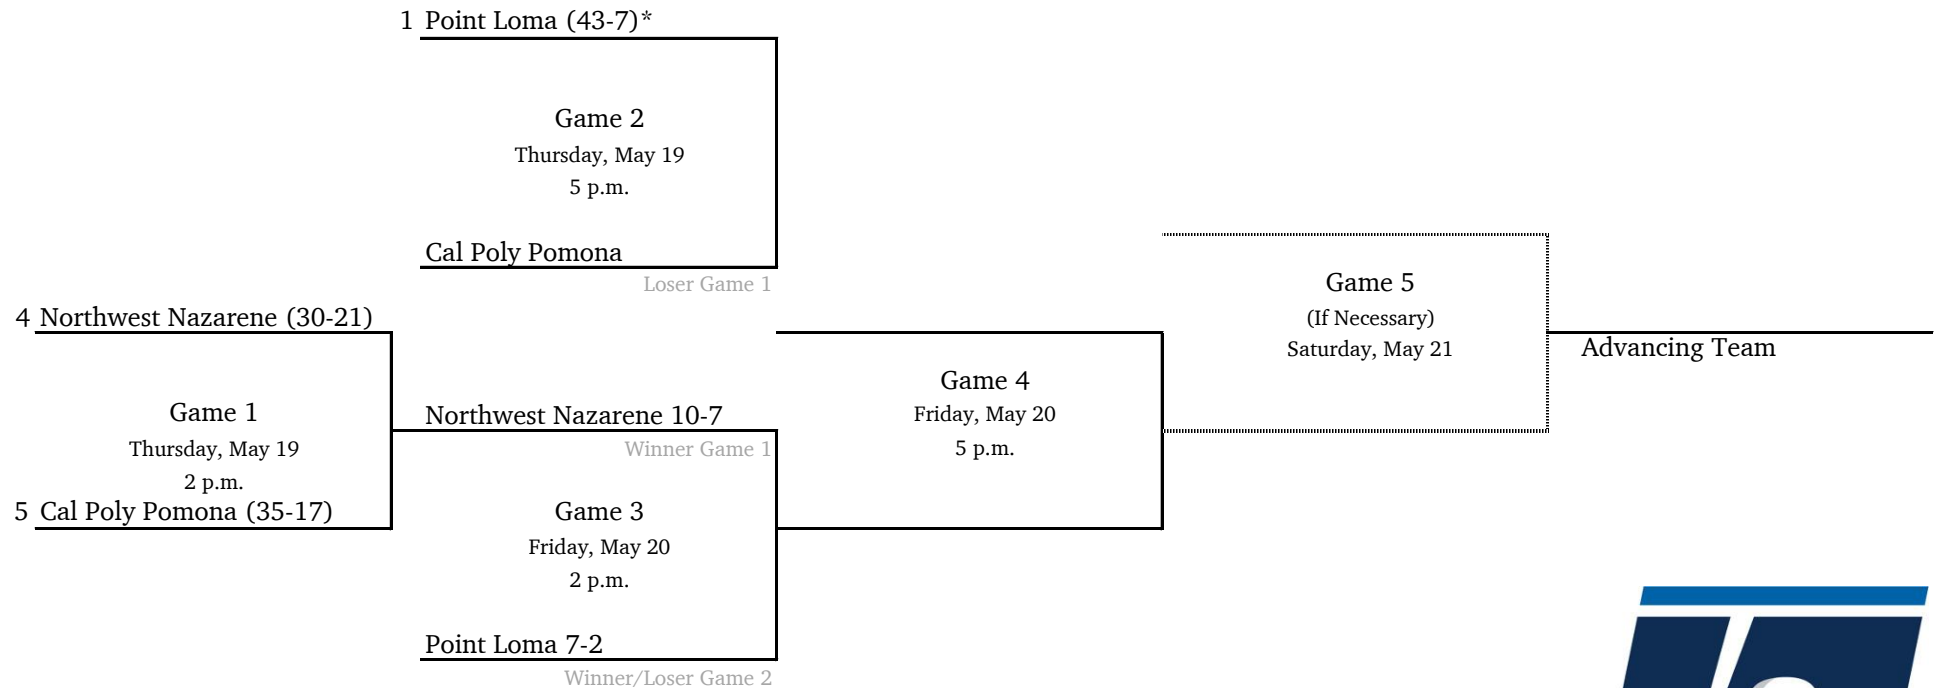 1 Point Loma (43-7)*
Game 2
Thursday, May 19
5 p.m.
Cal Poly Pomona
Loser Game 1
4 Northwest Nazarene (30-21)
Game 1
Thursday, May 19
2 p.m.
5 Cal Poly Pomona (35-17)
Northwest Nazarene 10-7
Winner Game 1
Game 3
Friday, May 20
2 p.m.
Point Loma 7-2
Winner/Loser Game 2
Game 4
Friday, May 20
5 p.m.
Game 5
(If Necessary)
Saturday, May 21
Advancing Team